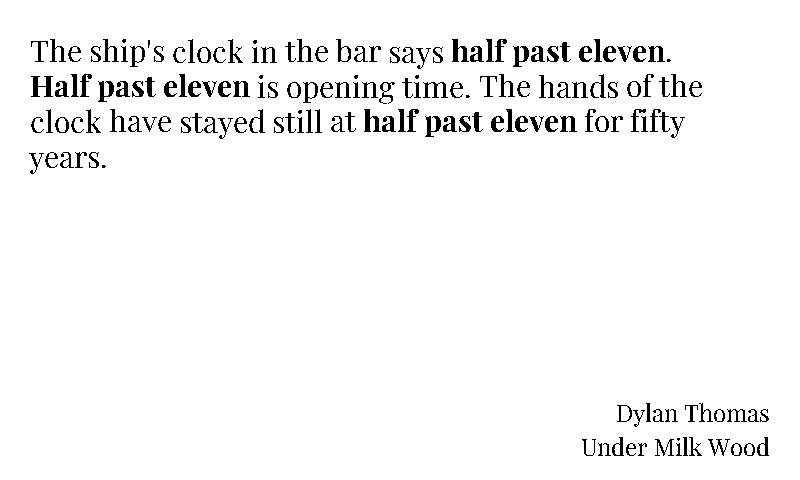 The ship's clock in the bar says half past eleven.
Half past eleven is opening time. The hands of the
clock have stayed still at half past eleven for fifty
years.
Dylan Thomas
Under Milk Wood